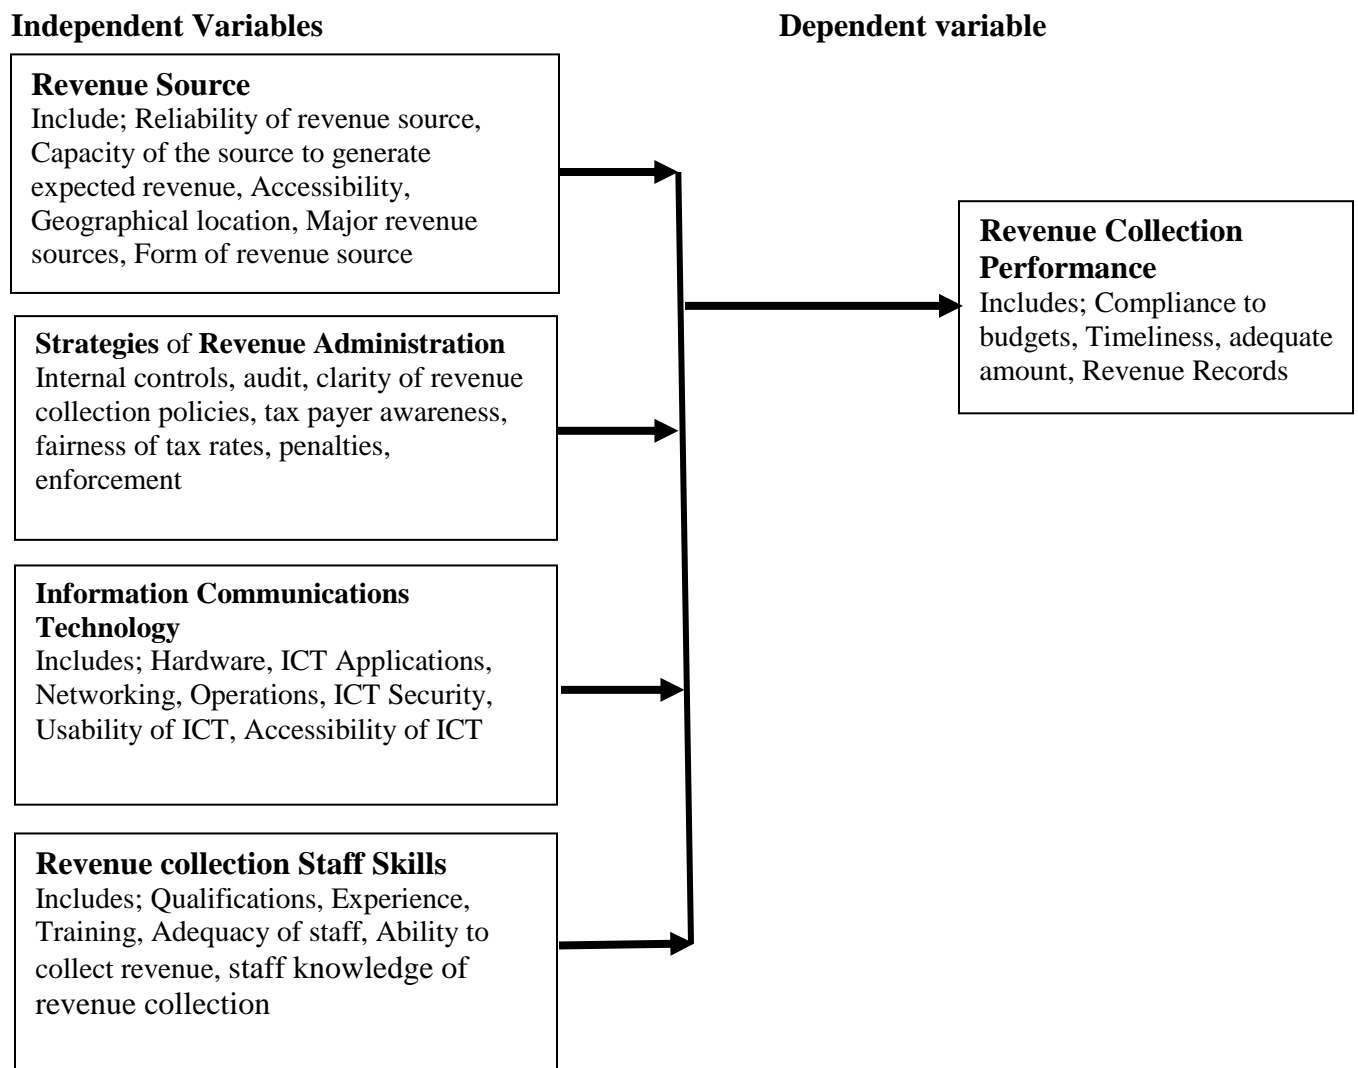 Independent Variables
Dependent variable
Revenue Source
Include; Reliability of revenue source,
Capacity of the source to generate
expected revenue, Accessibility,
Geographical location, Major revenue
sources, Form of revenue source
Strategies of Revenue Administration
Internal controls, audit, clarity of revenue
collection policies, tax payer awareness,
fairness of tax rates, penalties,
enforcement
Information Communications
Technology
Includes; Hardware, ICT Applications,
Networking, Operations, ICT Security,
Usability of ICT, Accessibility of ICT
Revenue collection Staff Skills
Includes; Qualifications, Experience,
Training, Adequacy of staff, Ability to
collect revenue, staff knowledge of
revenue collection
Revenue Collection
Performance
Includes; Compliance to
budgets, Timeliness, adequate
amount, Revenue Records